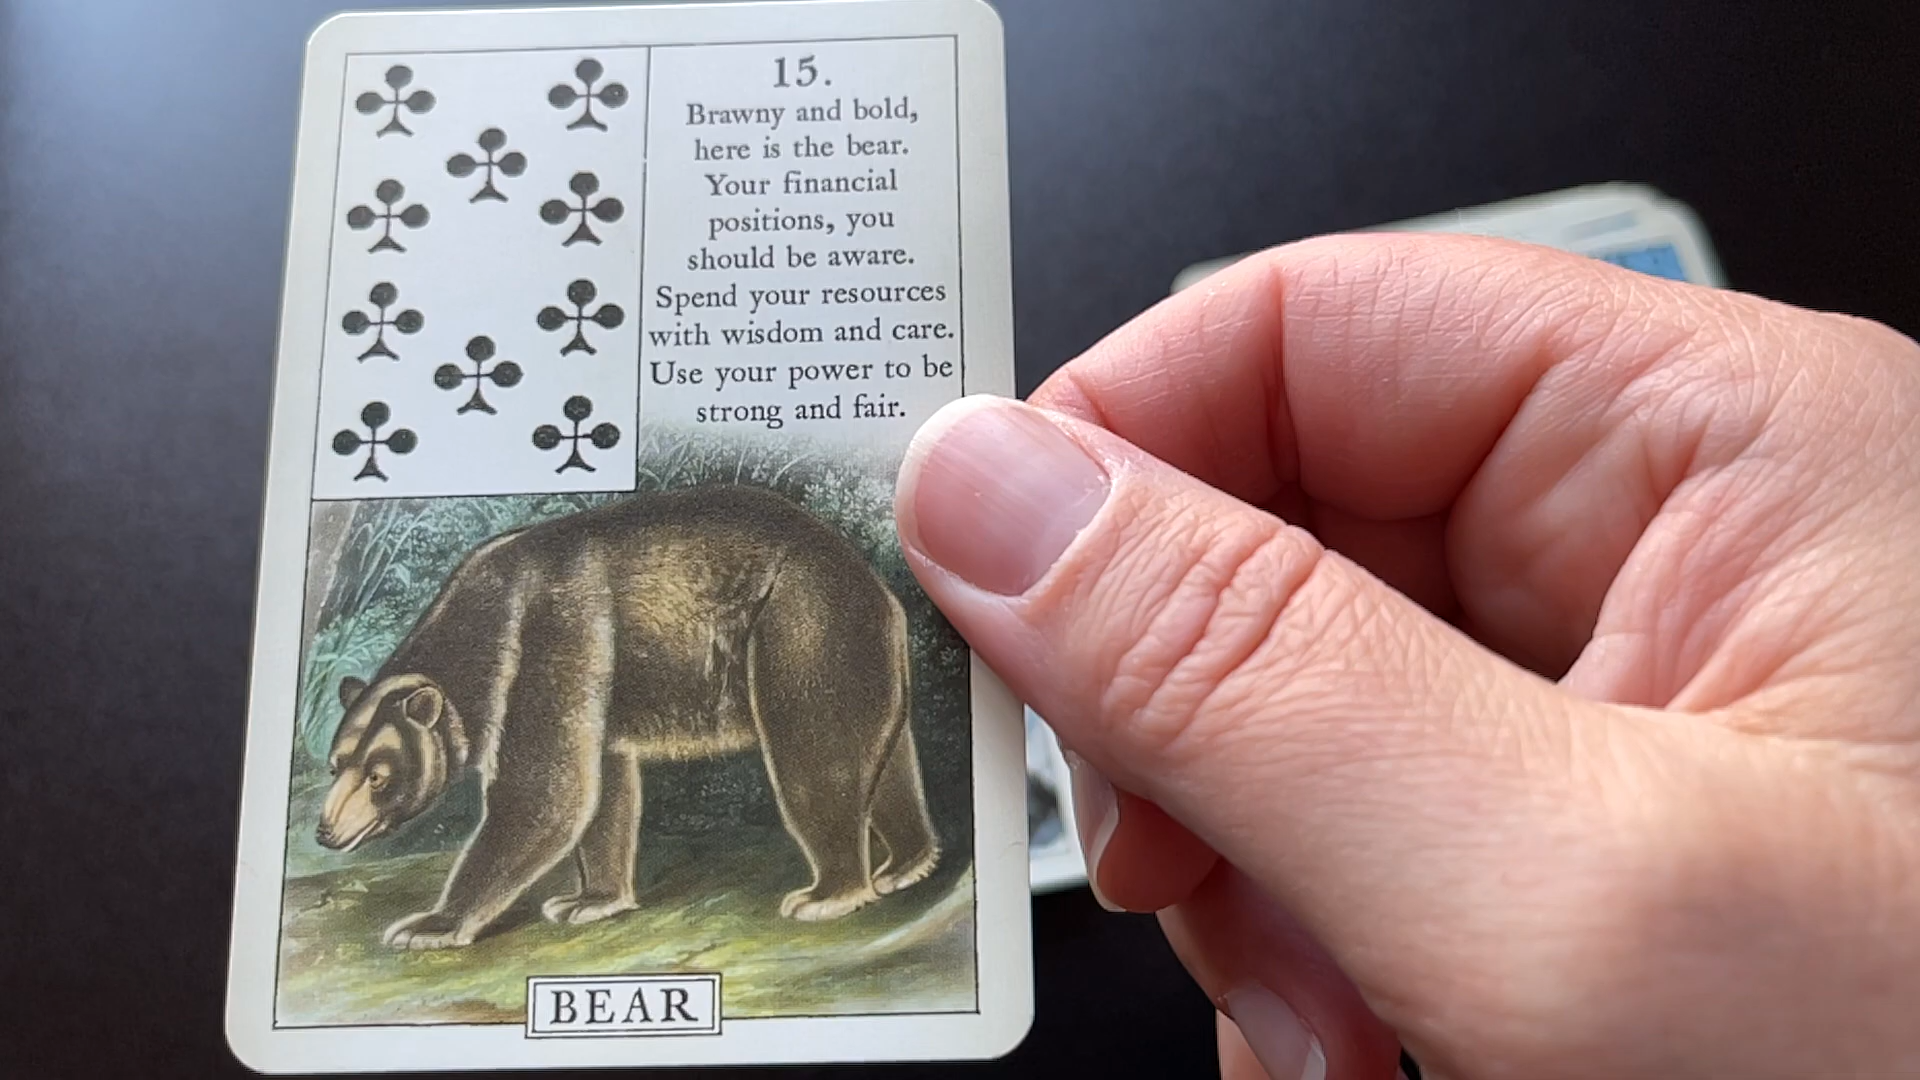 15.
Brawny and bold,
here is the bear.
Your financial
positions, you
should be aware.
Spend your resources
with wisdom and care.
Use your power to be
strong and fair.
BEAR